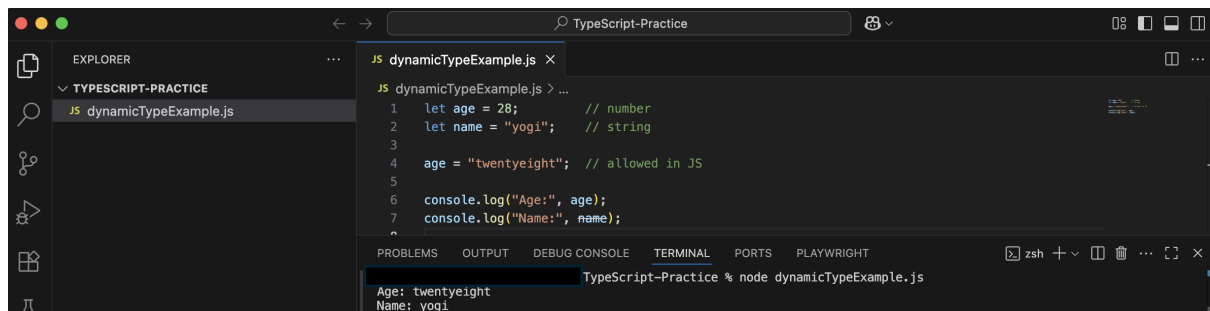 TypeScript-Practice
EXPLORER
TYPESCRIPT-PRACTICE
JS dynamicTypeExample.js
JS dynamicTypeExample.js
JS dynamicTypeExample.js > ...
1 let age = 28; // number
2 let name = "yogi"; // string
3
4 age = "twentyeight"; // allowed in JS
5
6 console.log("Age:", age);
7 console.log("Name:", name);
8
PROBLEMS OUTPUT DEBUG CONSOLE TERMINAL PORTS PLAYWRIGHT zsh
TypeScript-Practice % node dynamicTypeExample.js
Age: twentyeight
Name: yogi